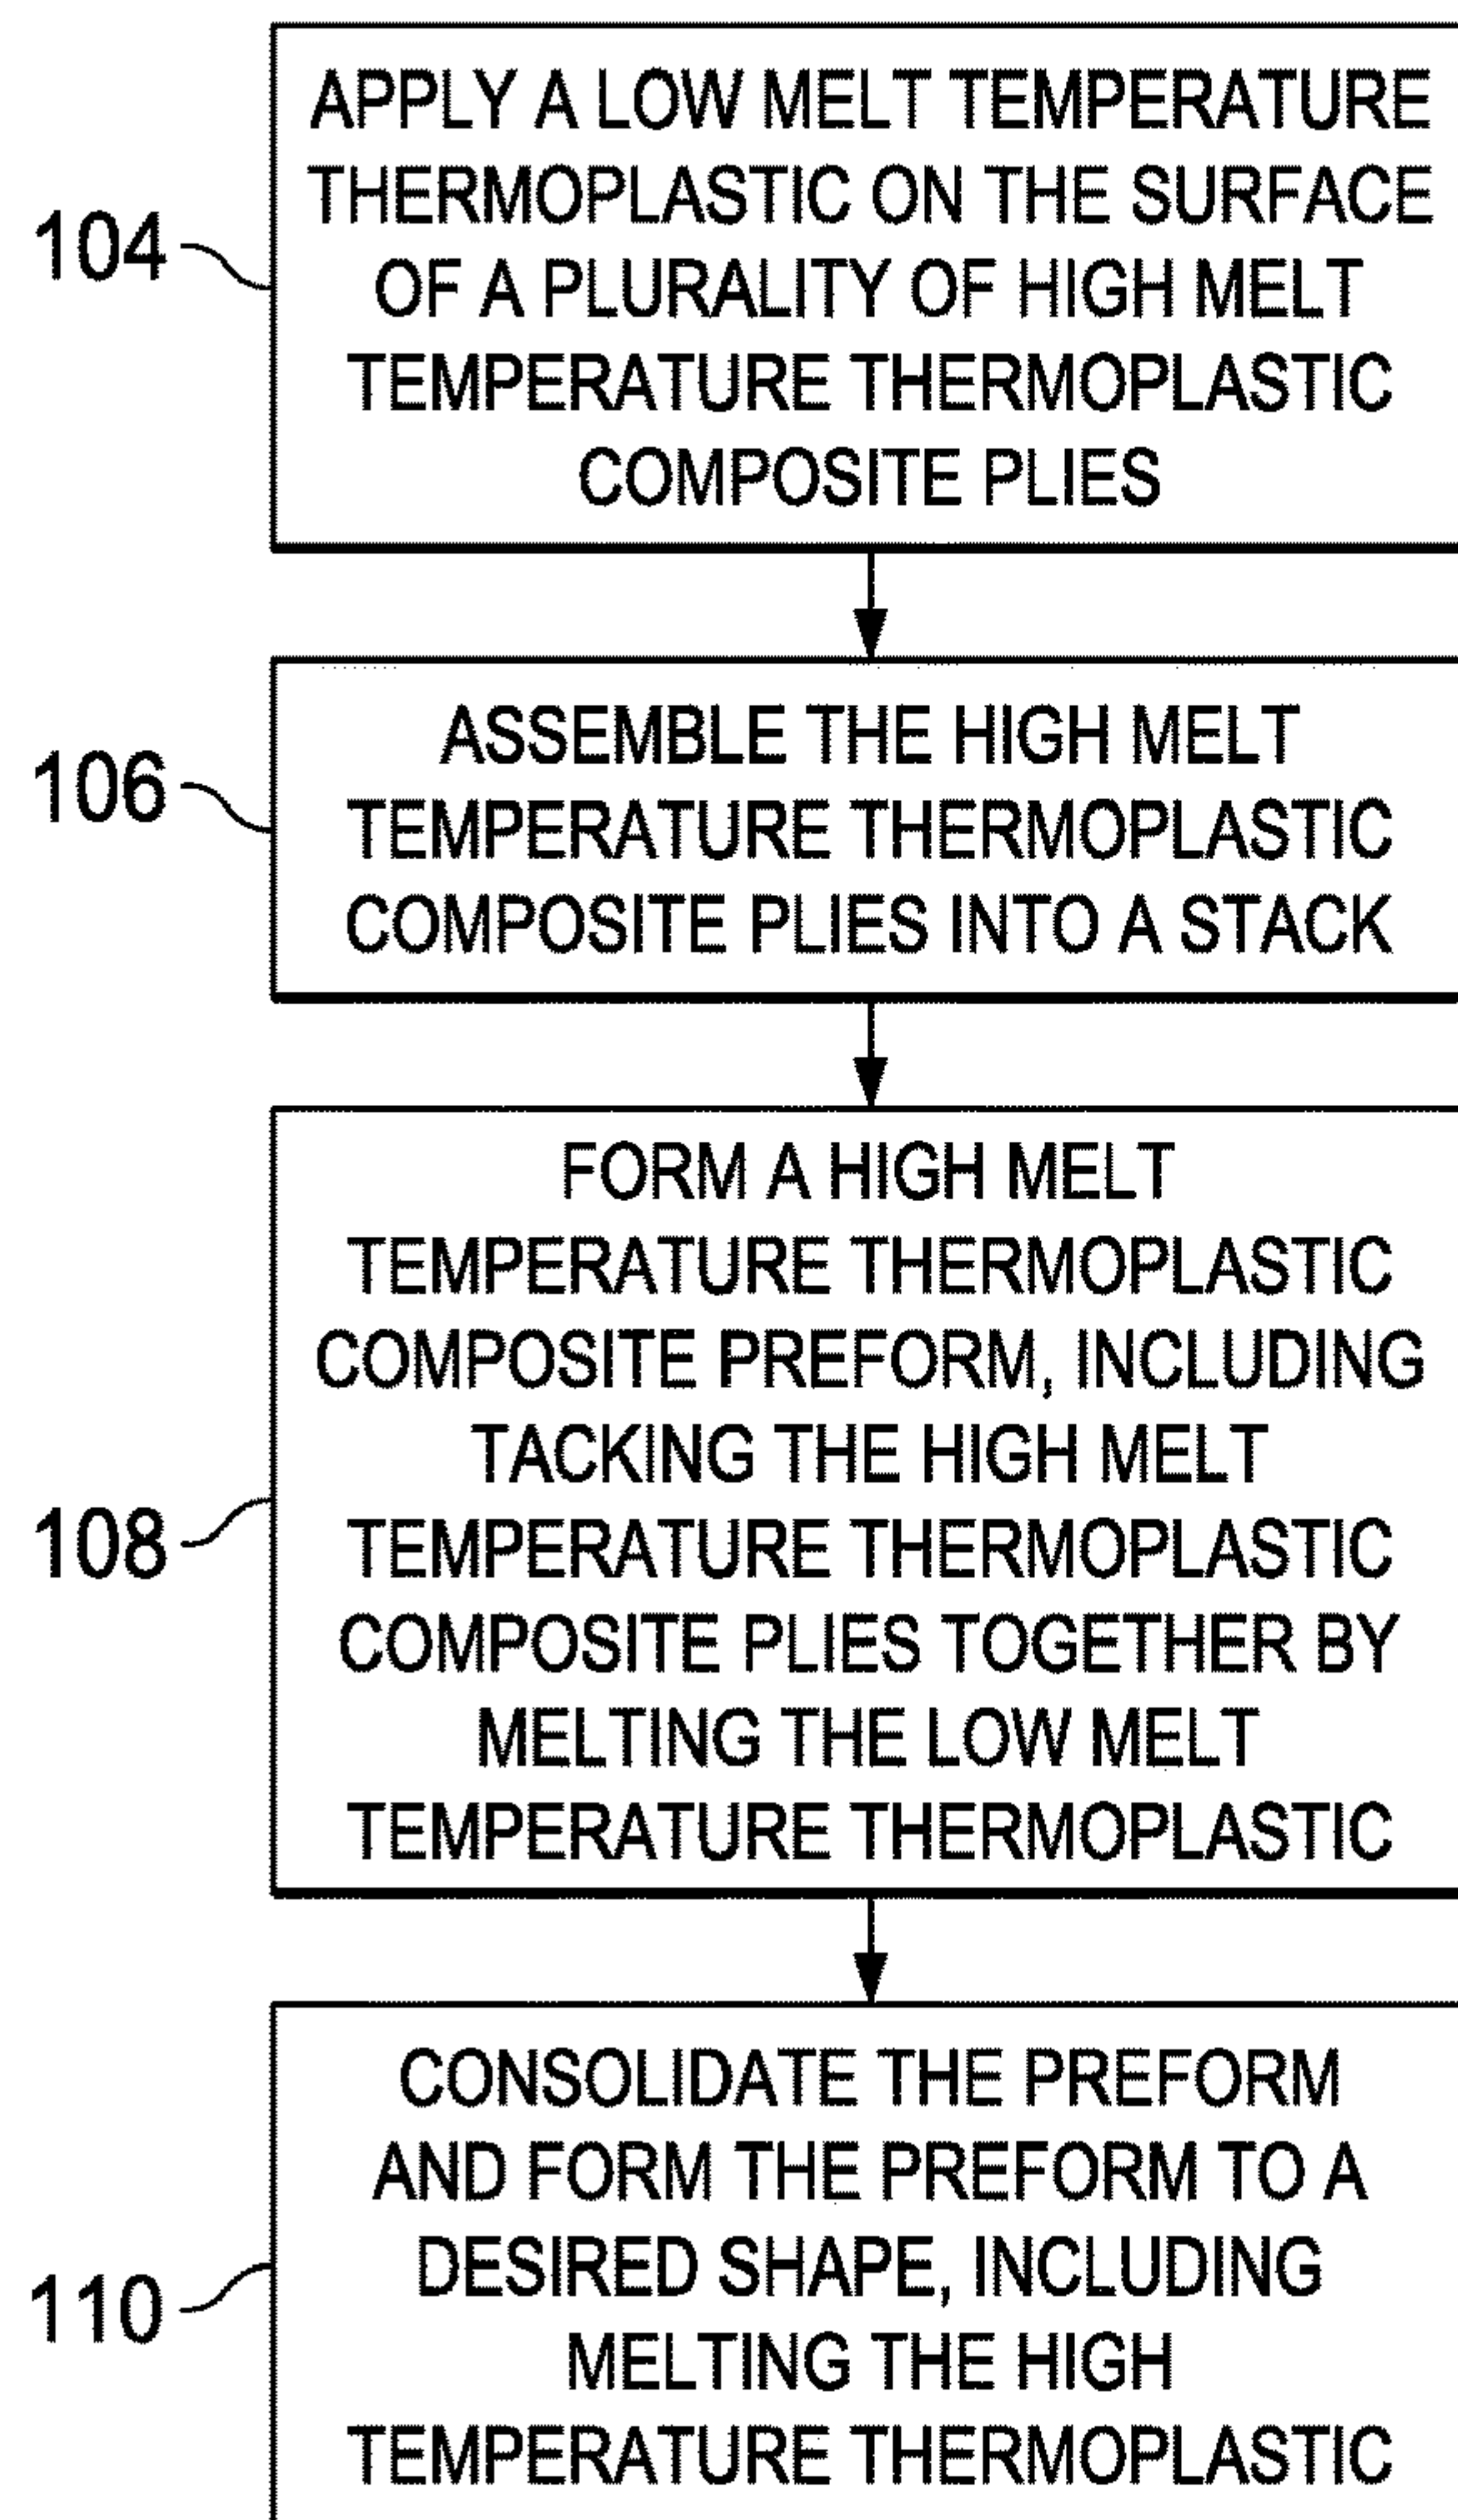 104
APPLY A LOW MELT TEMPERATURE
THERMOPLASTIC ON THE SURFACE
OF A PLURALITY OF HIGH MELT
TEMPERATURE THERMOPLASTIC
COMPOSITE PLIES
106
ASSEMBLE THE HIGH MELT
TEMPERATURE THERMOPLASTIC
COMPOSITE PLIES INTO A STACK
108
FORM A HIGH MELT
TEMPERATURE THERMOPLASTIC
COMPOSITE PREFORM, INCLUDING
TACKING THE HIGH MELT
TEMPERATURE THERMOPLASTIC
COMPOSITE PLIES TOGETHER BY
MELTING THE LOW MELT
TEMPERATURE THERMOPLASTIC
110
CONSOLIDATE THE PREFORM
AND FORM THE PREFORM TO A
DESIRED SHAPE, INCLUDING
MELTING THE HIGH
TEMPERATURE THERMOPLASTIC